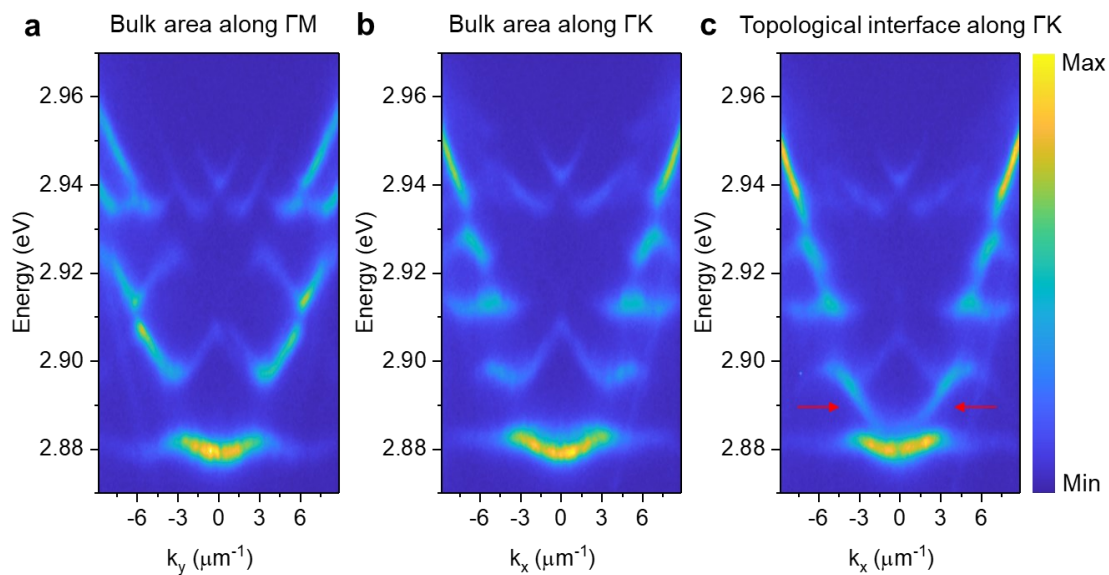 a Bulk area along ΓM
b Bulk area along ΓK
c Topological interface along ΓK
Energy (eV)
2.96
2.94
2.92
2.90
2.88
-6 -3 0 3 6
k_y (μm⁻¹)
Energy (eV)
2.96
2.94
2.92
2.90
2.88
-6 -3 0 3 6
k_x (μm⁻¹)
Energy (eV)
2.96
2.94
2.92
2.90
2.88
-6 -3 0 3 6
k_x (μm⁻¹)
Max
Min